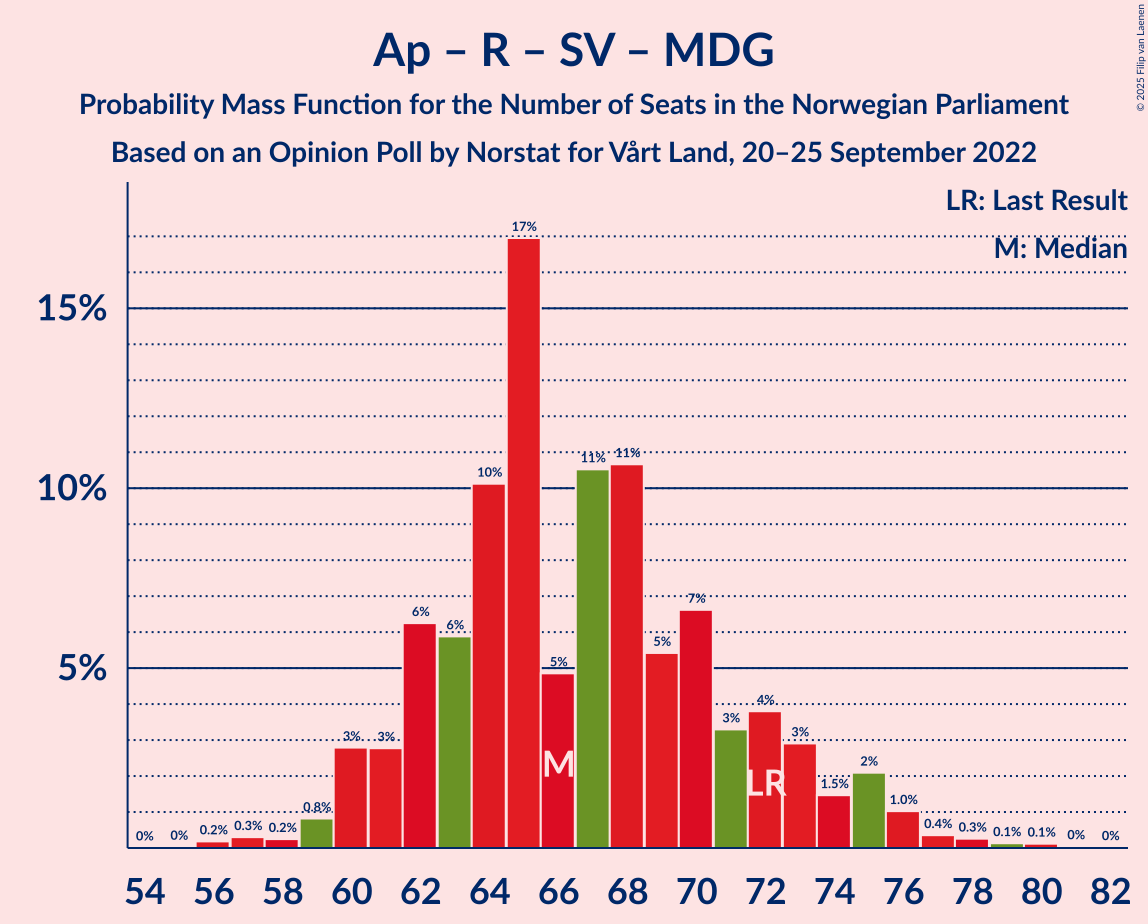 Ap – R – SV – MDG
Probability Mass Function for the Number of Seats in the Norwegian Parliament
Based on an Opinion Poll by Norstat for Vårt Land, 20–25 September 2022
© 2025 Filip van Laenen
LR: Last Result
M: Median
15%
10%
5%
0% 0% 0.2% 0.3% 0.2% 0.8% 3% 3% 6% 6% 10% 17% 5% 11% 11% 5% 7% 3% 4% 3% 1.5% 2% 1.0% 0.4% 0.3% 0.1% 0.1% 0% 0%
M
LR
54 56 58 60 62 64 66 68 70 72 74 76 78 80 82